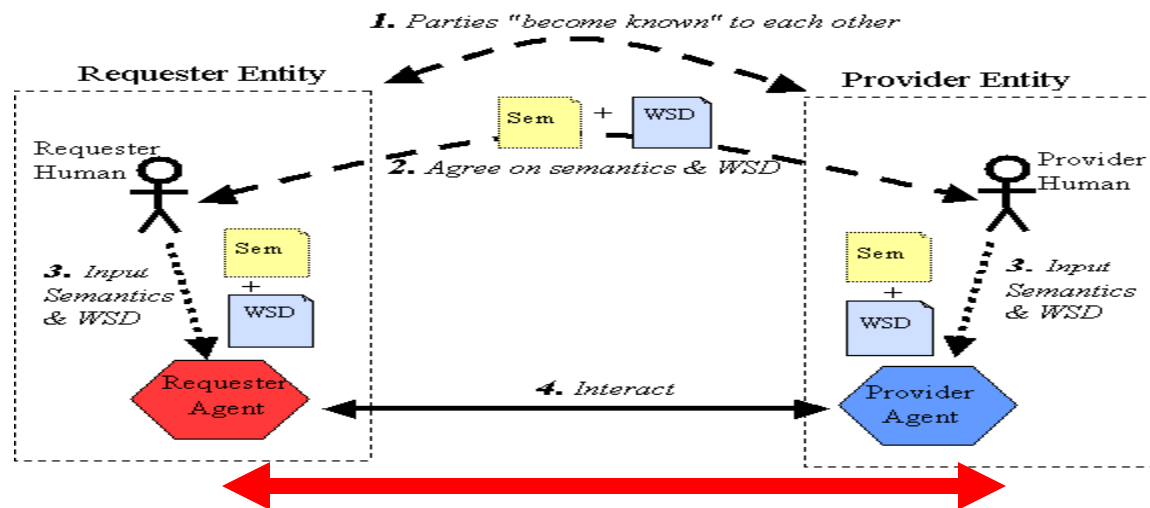 1. Parties "become known" to each other
Requester Entity
Provider Entity
Sem
+
WSD
Requester
Human
2. Agree on semantics & WSD
Provider
Human
3. Input
Semantics
& WSD
Sem
+
WSD
Sem
+
WSD
3. Input
Semantics
& WSD
Requester
Agent
4. Interact
Provider
Agent